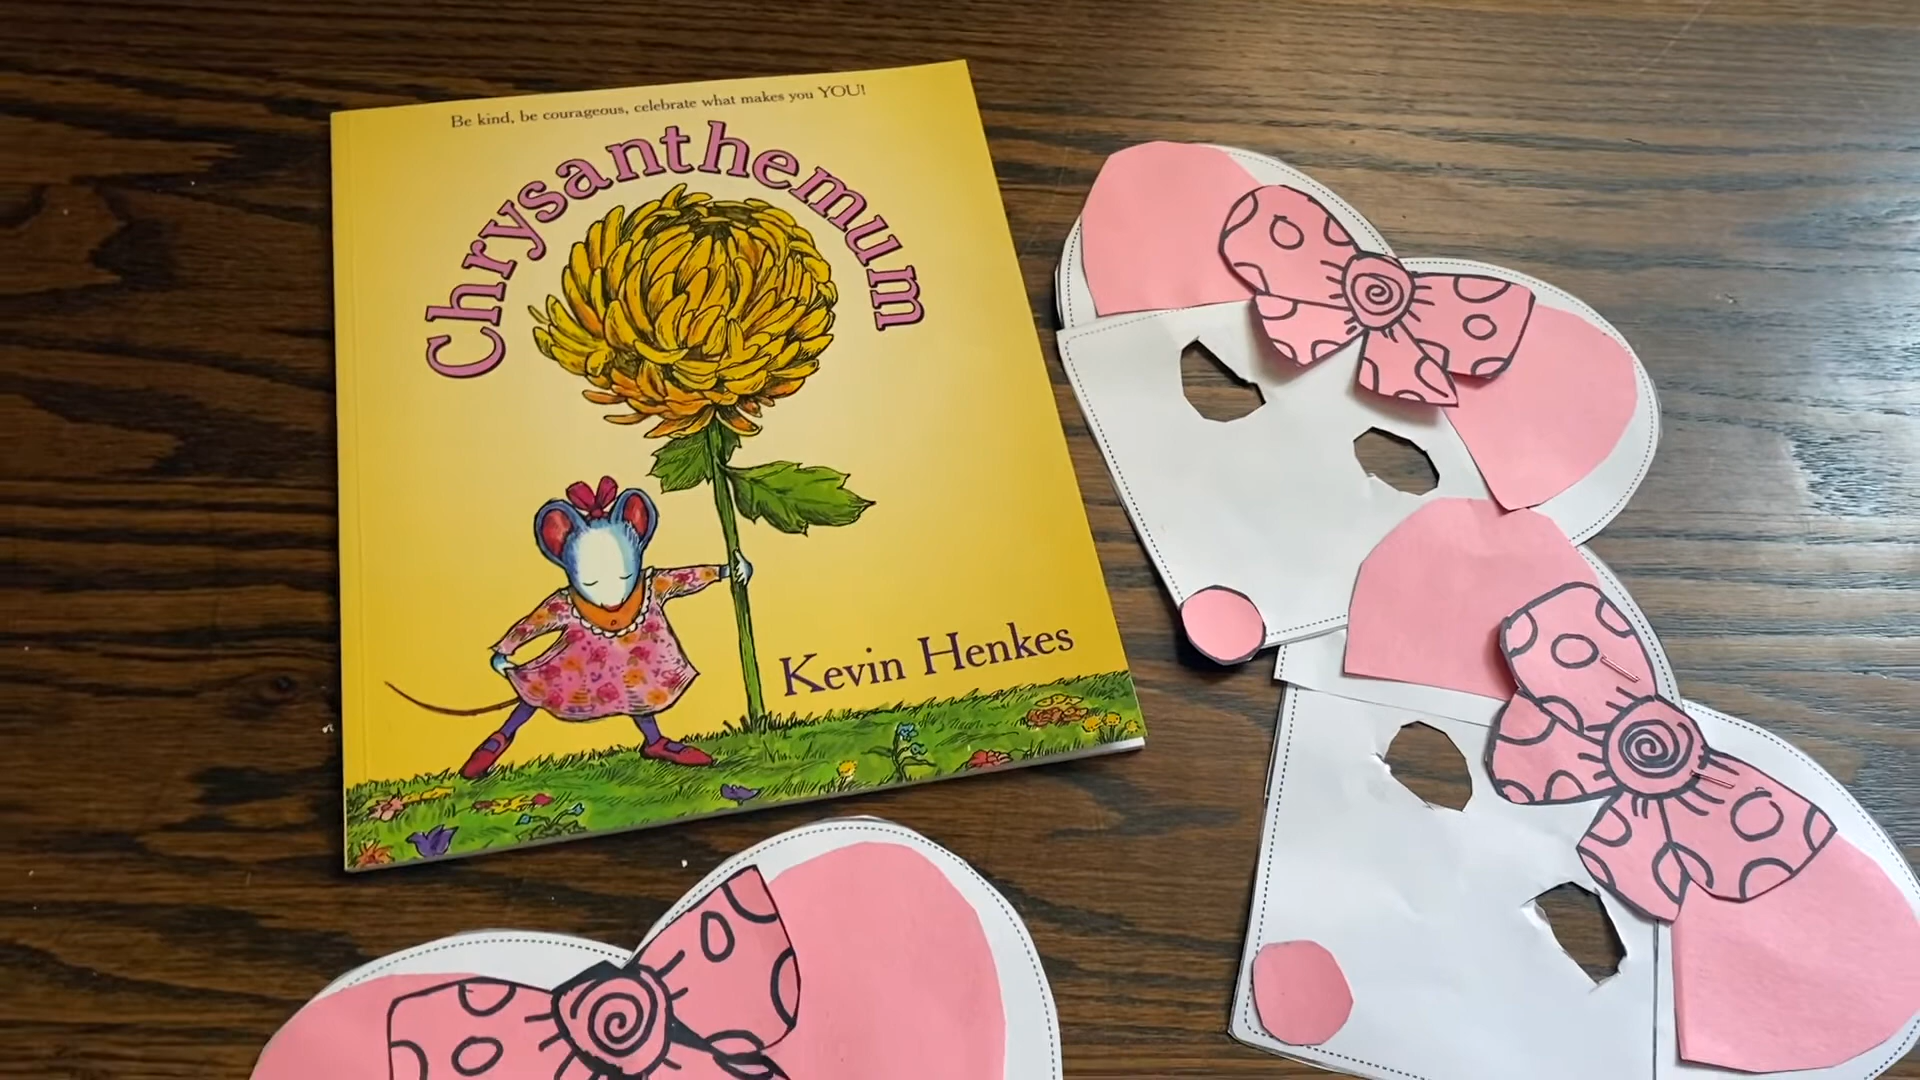 Be kind, be courageous, celebrate what makes you YOU!
Chrysanthemum
Kevin Henkes